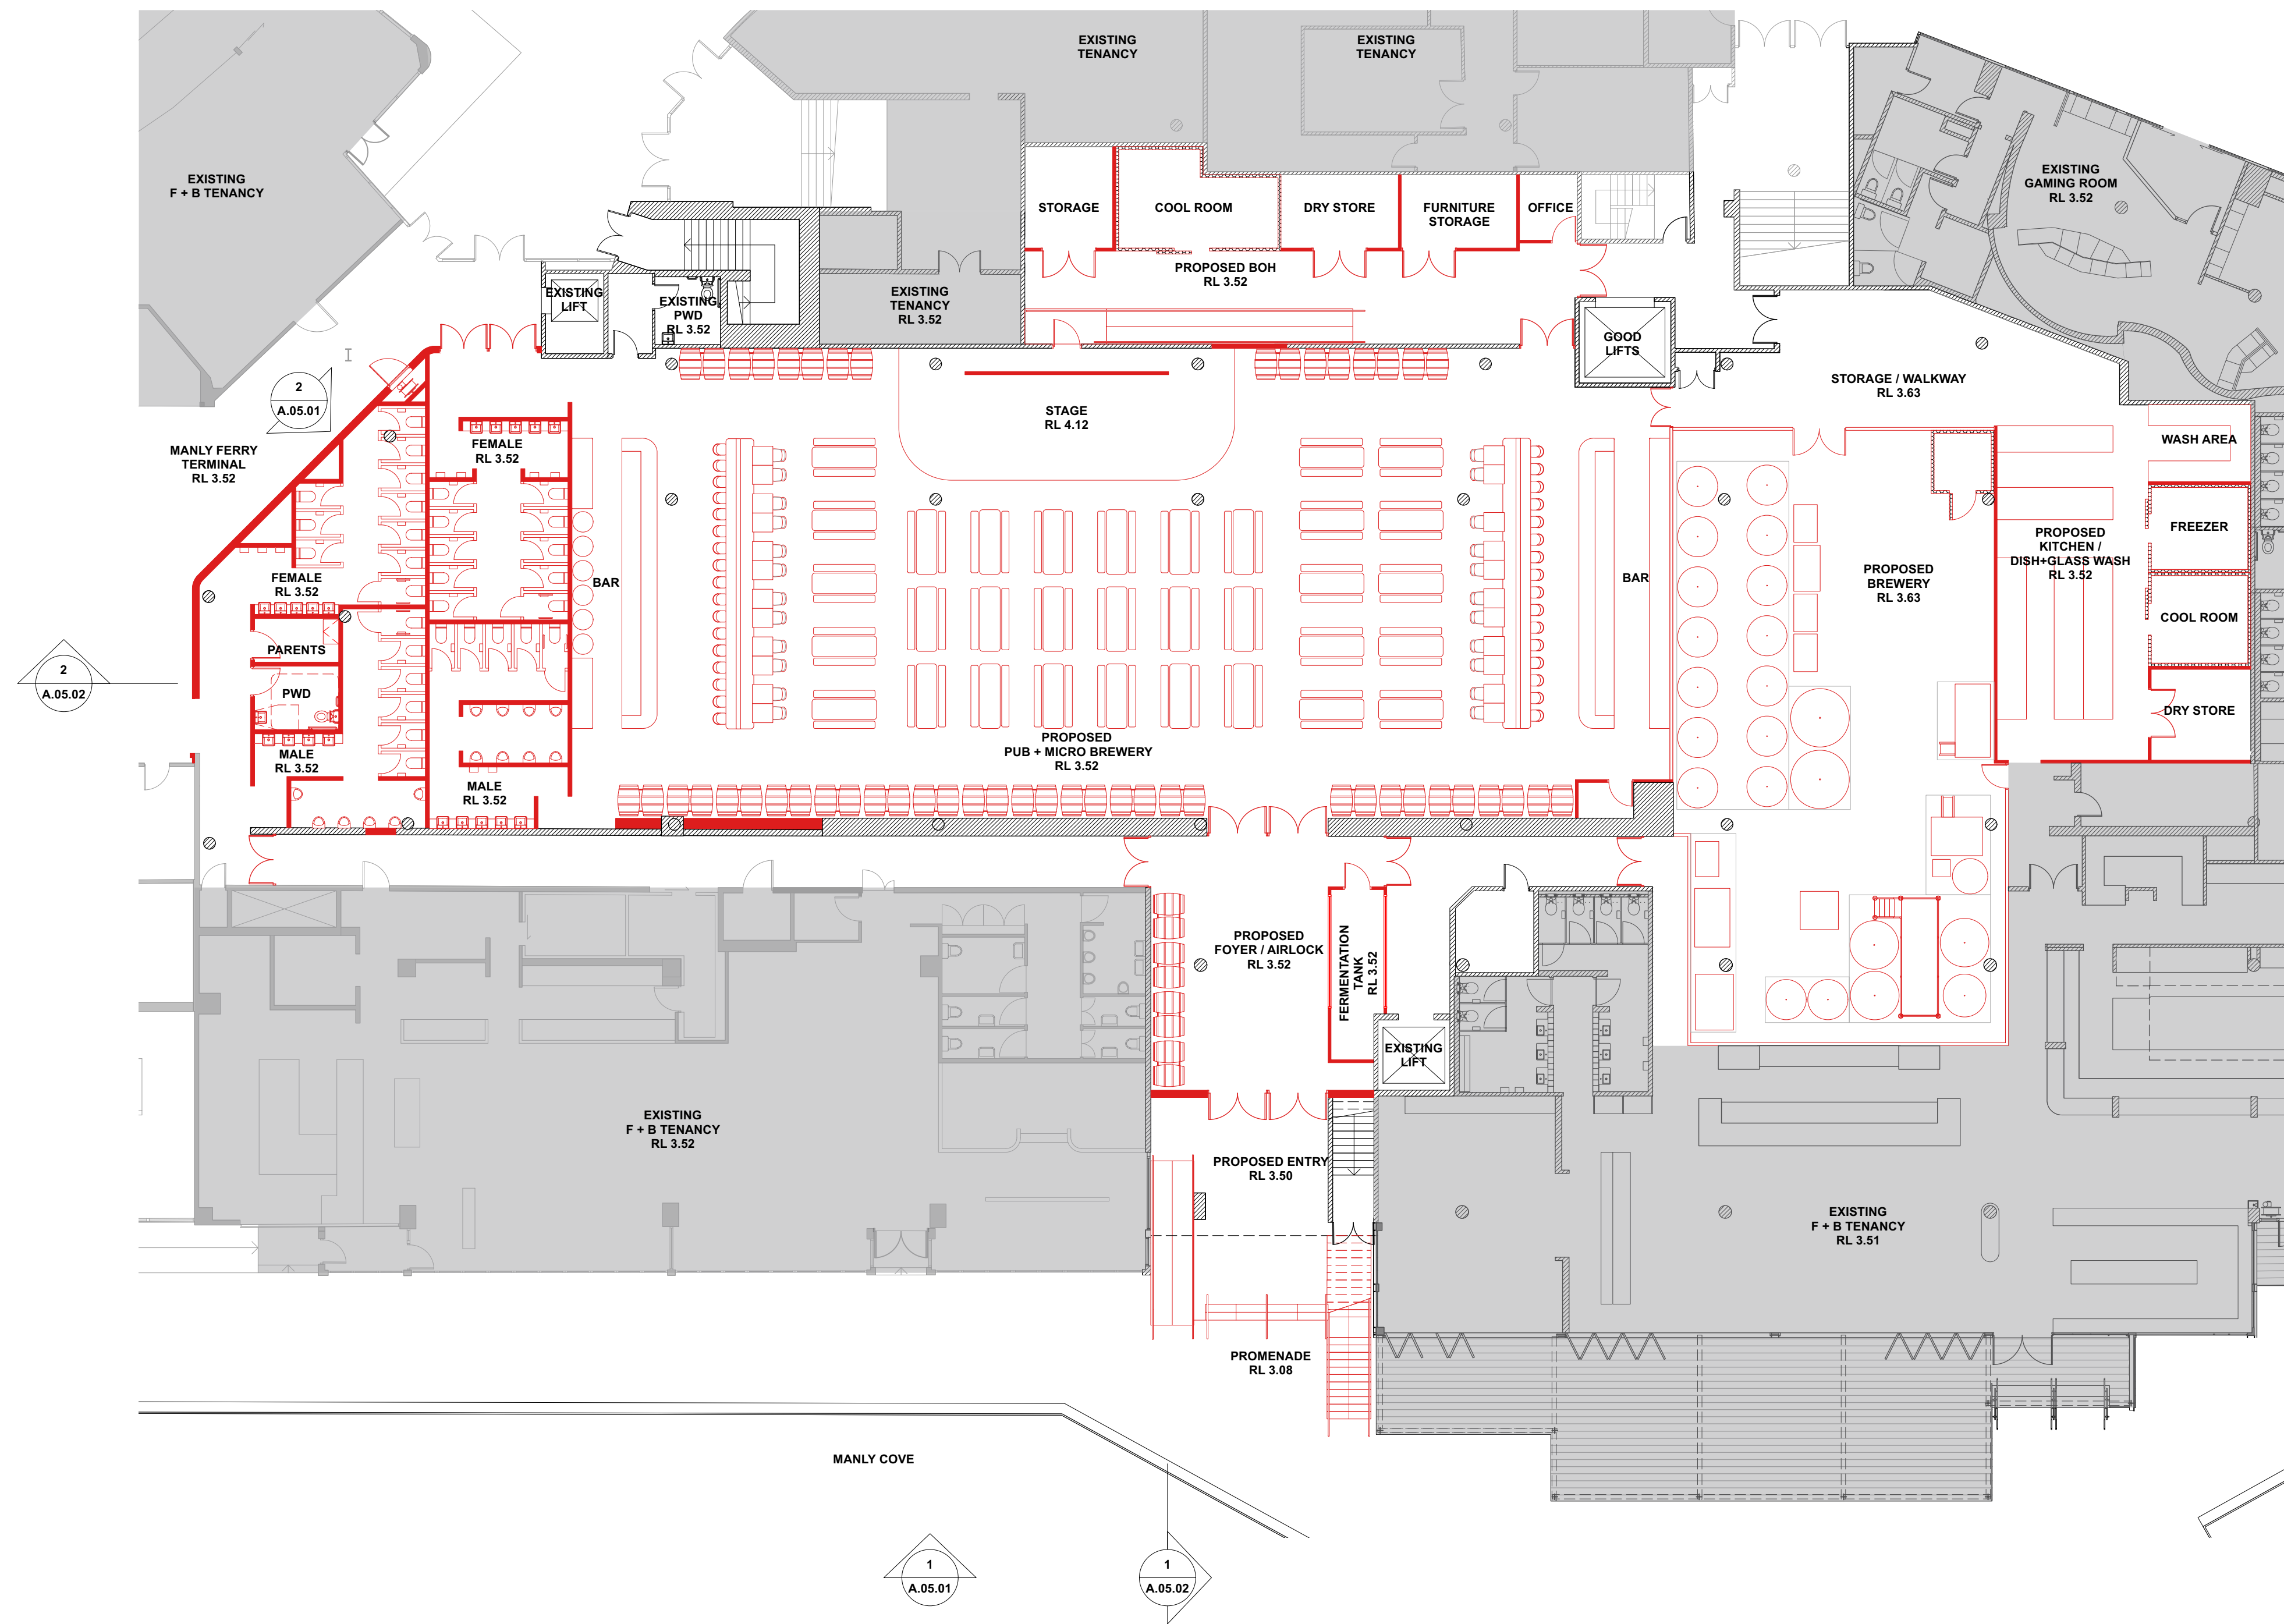 EXISTING
TENANCY
EXISTING
TENANCY
EXISTING
F + B TENANCY
EXISTING
GAMING ROOM
RL 3.52
STORAGE
COOL ROOM
DRY STORE
FURNITURE
STORAGE
OFFICE
PROPOSED BOH
RL 3.52
EXISTING
LIFT
EXISTING
PWD
RL 3.52
EXISTING
TENANCY
RL 3.52
GOOD
LIFTS
2
A.05.01
STORAGE / WALKWAY
RL 3.63
STAGE
RL 4.12
MANLY FERRY
TERMINAL
RL 3.52
FEMALE
RL 3.52
WASH AREA
FREEZER
PROPOSED
KITCHEN /
DISH+GLASS WASH
RL 3.52
FEMALE
RL 3.52
BAR
BAR
PROPOSED
BREWERY
RL 3.63
COOL ROOM
PARENTS
2
A.05.02
PWD
DRY STORE
MALE
RL 3.52
PROPOSED
PUB + MICRO BREWERY
RL 3.52
MALE
RL 3.52
PROPOSED
FOYER / AIRLOCK
RL 3.52
FERMENTATION
TANK
RL 3.52
EXISTING
LIFT
EXISTING
F + B TENANCY
RL 3.52
PROPOSED ENTRY
RL 3.50
EXISTING
F + B TENANCY
RL 3.51
PROMENADE
RL 3.08
MANLY COVE
1
A.05.01
1
A.05.02